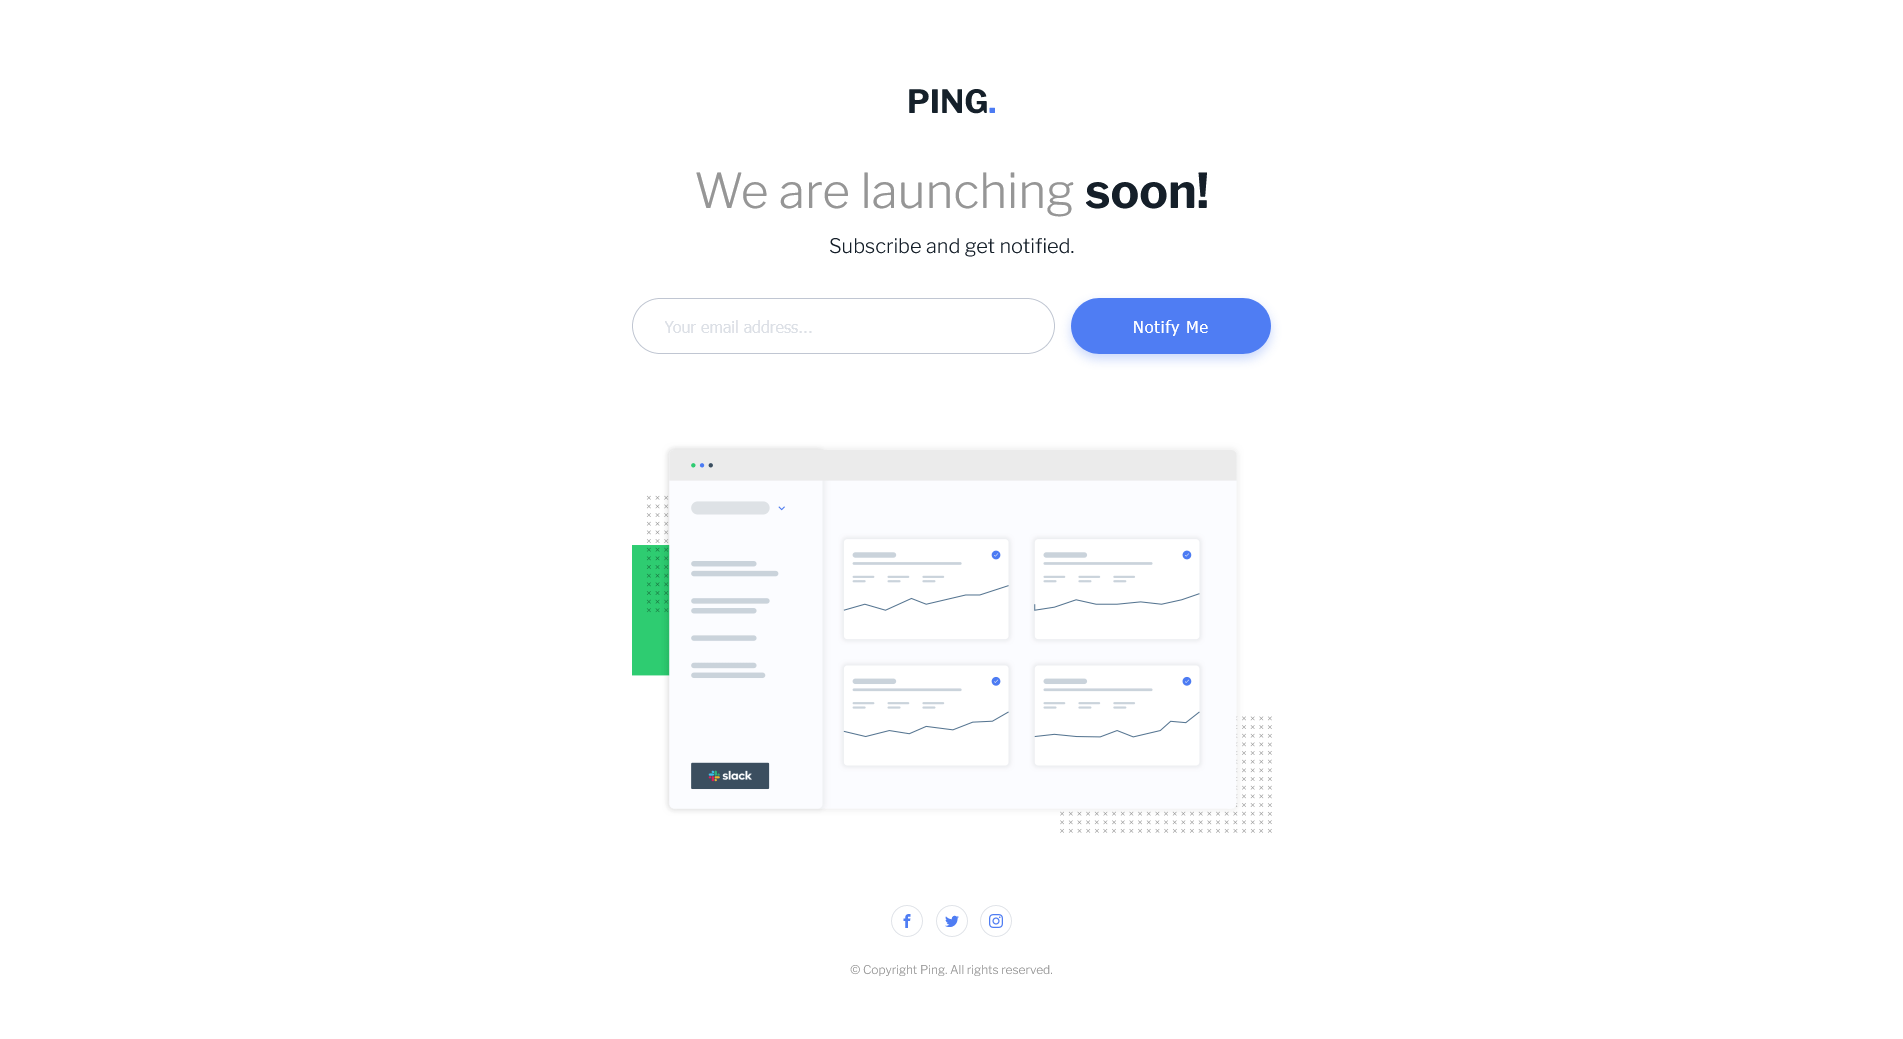 PING.
We are launching soon!
Subscribe and get notified.
Your email address...
Notify Me
slack
© Copyright Ping. All rights reserved.